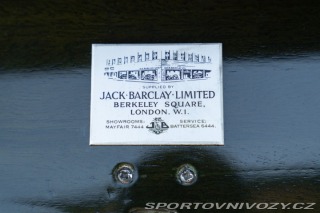 SUPPLIED BY
JACK·BARCLAY·LIMITED
BERKELEY SQUARE,
LONDON, W.1.
SHOWROOMS: SERVICE:
MAYFAIR 7444 BATTERSEA 6444.
SPORTOVNIVOZY.CZ